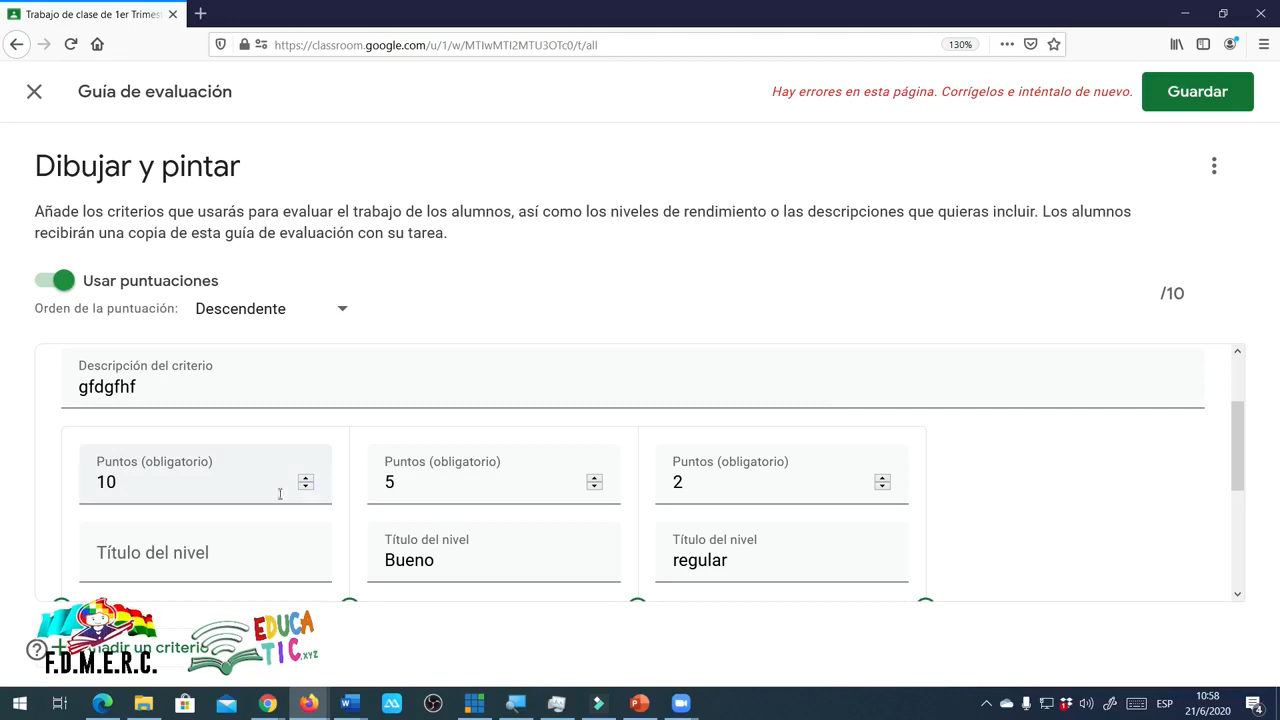 Trabajo de clase de 1er Trimes
https://classroom.google.com/u/1/w/MTIwMTI2MTU3OTc0/t/all
130%
Guía de evaluación
Hay errores en esta página. Corrígelos e inténtalo de nuevo.
Guardar
Dibujar y pintar
Añade los criterios que usarás para evaluar el trabajo de los alumnos, así como los niveles de rendimiento o las descripciones que quieras incluir. Los alumnos
recibirán una copia de esta guía de evaluación con su tarea.
Usar puntuaciones
/10
Orden de la puntuación: Descendente
Descripción del criterio
gfdgfhf
Puntos (obligatorio) Puntos (obligatorio) Puntos (obligatorio)
10 5 2
Título del nivel Título del nivel Título del nivel
Bueno regular
EDUCA
TIC.xyz
Añadir un criterio
F.D.M.E.R.C.
ESP
10:58
21/6/2020
4